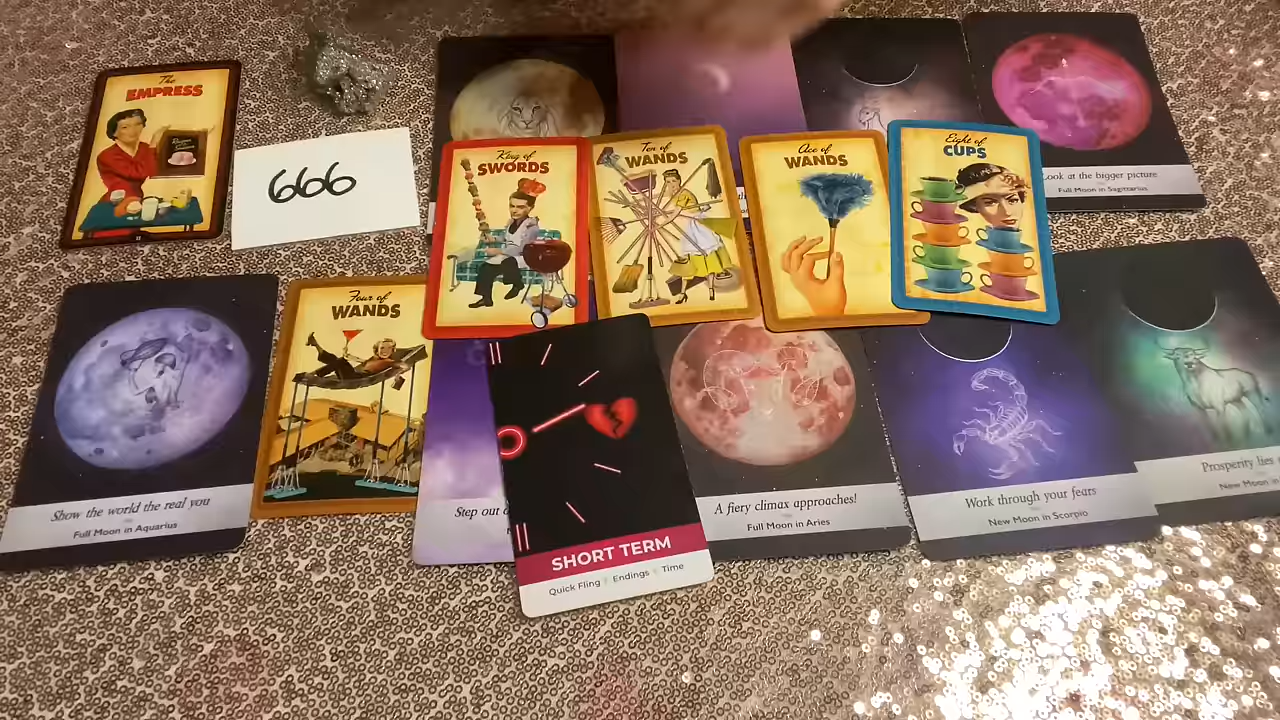 The
EMPRESS
666
King of
SWORDS
Ten of
WANDS
Ace of
WANDS
Eight of
CUPS
Look at the bigger picture
Full Moon in Sagittarius
Show the world the real you
Full Moon in Aquarius
Four of
WANDS
Step out
SHORT TERM
Quick Fling Endings Time
A fiery climax approaches!
Full Moon in Aries
Work through your fears
New Moon in Scorpio
Prosperity lies
New Moon in